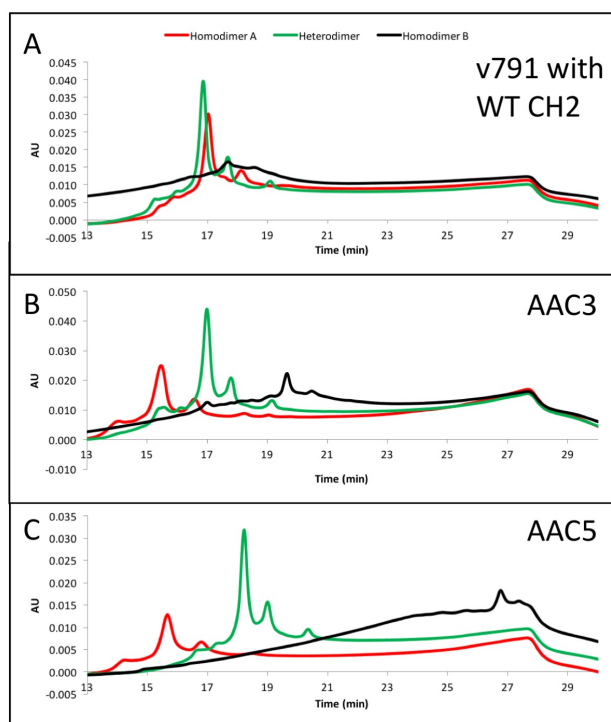 A
Homodimer A Heterodimer Homodimer B
v791 with
WT CH2
0.045
0.040
0.035
0.030
0.025
0.020
0.015
0.010
0.005
0.000
-0.005
AU
13 15 17 19 21 23 25 27 29
Time (min)
B
AAC3
0.050
0.040
0.030
0.020
0.010
0.000
-0.010
AU
13 15 17 19 21 23 25 27 29
Time (min)
C
AAC5
0.035
0.030
0.025
0.020
0.015
0.010
0.005
0.000
-0.005
AU
13 15 17 19 21 23 25 27 29
Time (min)